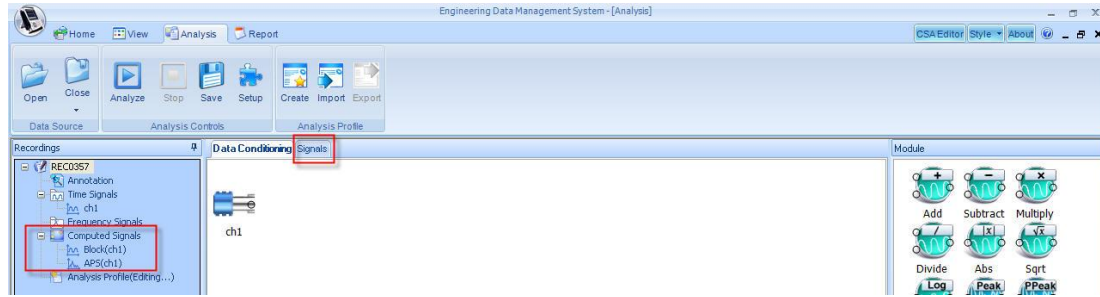 Engineering Data Management System - [Analysis]
Home View Analysis Report CSA Editor Style About
Open Close Analyze Stop Save Setup Create Import Export
Data Source Analysis Controls Analysis Profile
Recordings
REC0357
Annotation
Time Signals
ch1
Frequency Signals
Computed Signals
Block(ch1)
APS(ch1)
Analysis Profile(Editing...)
Data Conditioning Signals
ch1
Module
+ - x
Add Subtract Multiply
/ |x| √x
Divide Abs Sqrt
Log Peak PPeak